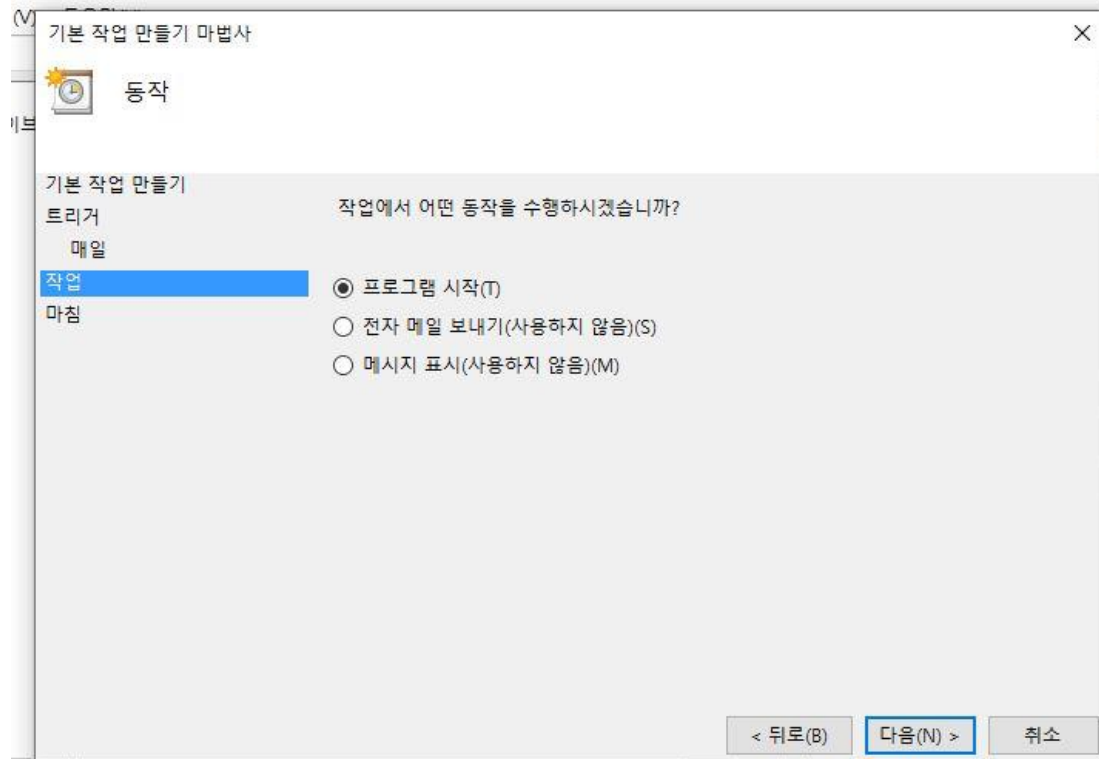 (V)
기본 작업 만들기 마법사
동작
이브
기본 작업 만들기
트리거
작업에서 어떤 동작을 수행하시겠습니까?
매일
작업
프로그램 시작(T)
마침
전자 메일 보내기(사용하지 않음)(S)
메시지 표시(사용하지 않음)(M)
< 뒤로(B)
다음(N) >
취소